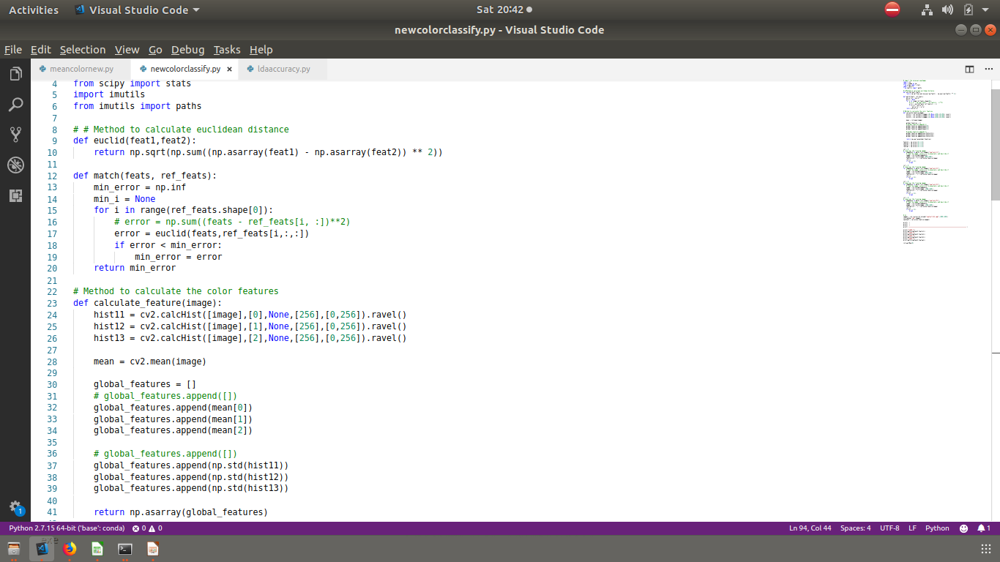 Activities Visual Studio Code Sat 20:42
newcolorclassify.py - Visual Studio Code
File Edit Selection View Go Debug Tasks Help
meancolornew.py newcolorclassify.py × ldaaccuracy.py
4 from scipy import stats
5 import imutils
6 from imutils import paths
7
8 # # Method to calculate euclidean distance
9 def euclid(feat1,feat2):
10 return np.sqrt(np.sum((np.asarray(feat1) - np.asarray(feat2)) ** 2))
11
12 def match(feats, ref_feats):
13 min_error = np.inf
14 min_i = None
15 for i in range(ref_feats.shape[0]):
16 # error = np.sum((feats - ref_feats[i, :])**2)
17 error = euclid(feats,ref_feats[i,:,:])
18 if error < min_error:
19 min_error = error
20 return min_error
21
22 # Method to calculate the color features
23 def calculate_feature(image):
24 hist11 = cv2.calcHist([image],[0],None,[256],[0,256]).ravel()
25 hist12 = cv2.calcHist([image],[1],None,[256],[0,256]).ravel()
26 hist13 = cv2.calcHist([image],[2],None,[256],[0,256]).ravel()
27
28 mean = cv2.mean(image)
29
30 global_features = []
31 # global_features.append([])
32 global_features.append(mean[0])
33 global_features.append(mean[1])
34 global_features.append(mean[2])
35
36 # global_features.append([])
37 global_features.append(np.std(hist11))
38 global_features.append(np.std(hist12))
39 global_features.append(np.std(hist13))
40
41 return np.asarray(global_features)
1
Python 2.7.15 64-bit ('base': conda) 0 0 Ln 94, Col 44 Spaces: 4 UTF-8 LF Python 1
exe